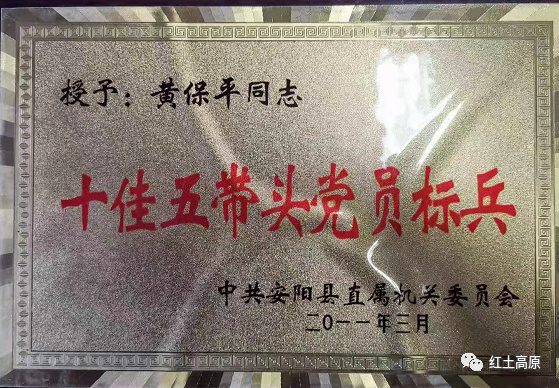 授予：黄保平同志
十佳五带头党员标兵
中共安阳县直属机关委员会
二〇一一年三月
红土高原